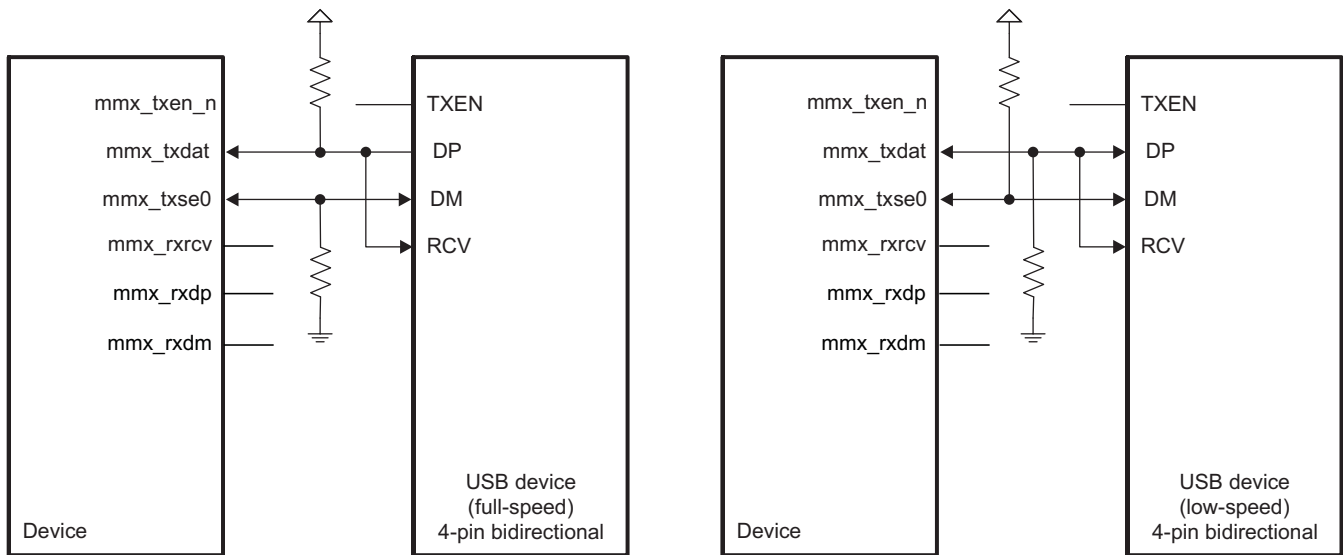 mmx_txen_n
mmx_txdat
mmx_txse0
mmx_rxrcv
mmx_rxdp
mmx_rxdm
Device
TXEN
DP
DM
RCV
USB device
(full-speed)
4-pin bidirectional
mmx_txen_n
mmx_txdat
mmx_txse0
mmx_rxrcv
mmx_rxdp
mmx_rxdm
Device
TXEN
DP
DM
RCV
USB device
(low-speed)
4-pin bidirectional